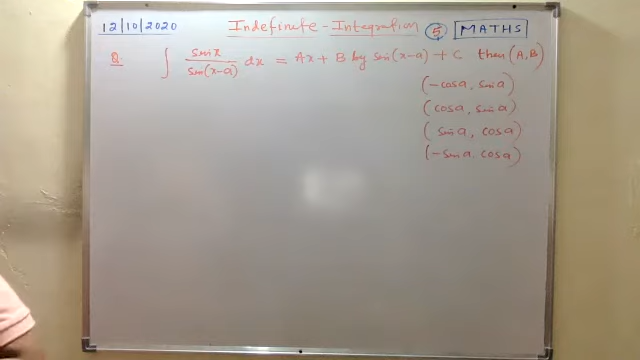 12/10/2020 Indefinite-Integration 5 MATHS
Q. ∫ sinx / sin(x-a) dx = Ax + B log sin(x-a) + C then (A,B)
(-cosa, sina)
(cosa, sina)
(sina, cosa)
(-sina cosa)